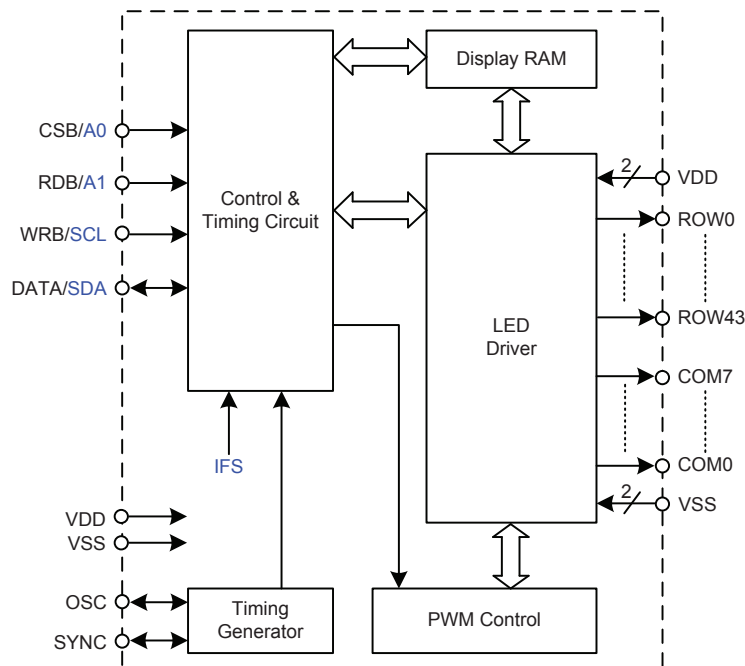 Display RAM
CSB/A0
RDB/A1
WRB/SCL
DATA/SDA
Control &
Timing Circuit
2
VDD
ROW0
ROW43
LED
Driver
COM7
COM0
2
VSS
IFS
VDD
VSS
OSC
SYNC
Timing
Generator
PWM Control